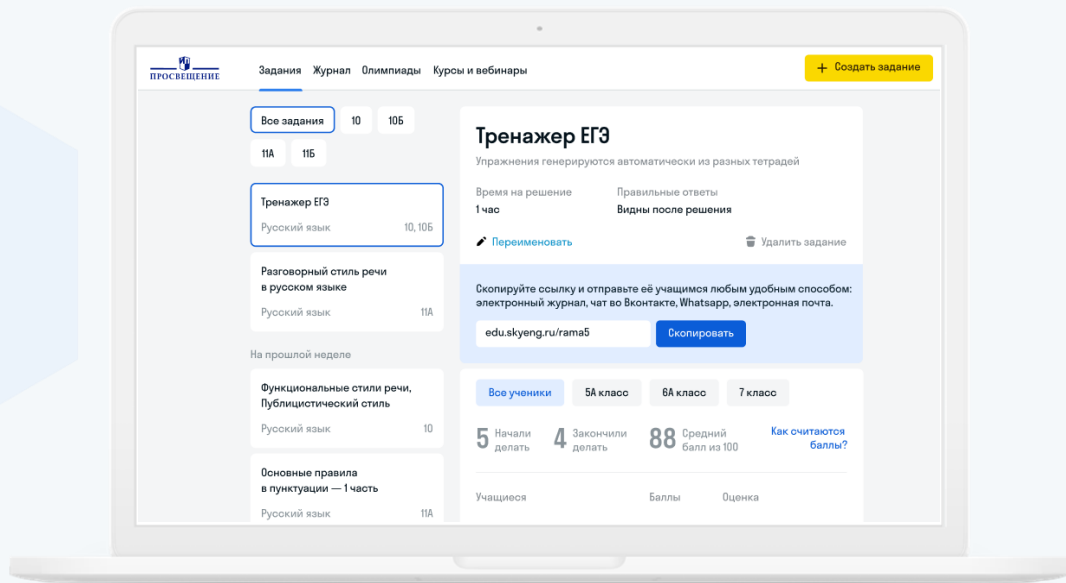 ПРОСВЕЩЕНИЕ
Задания Журнал Олимпиады Курсы и вебинары
+ Создать задание
Все задания 10 10Б
11А 11Б
Тренажер ЕГЭ
Русский язык 10, 10Б
Разговорный стиль речи
в русском языке
Русский язык 11А
На прошлой неделе
Функциональные стили речи,
Публицистический стиль
Русский язык 10
Основные правила
в пунктуации — 1 часть
Русский язык 11А
Тренажер ЕГЭ
Упражнения генерируются автоматически из разных тетрадей
Время на решение Правильные ответы
1 час Видны после решения
Переименовать Удалить задание
Скопируйте ссылку и отправьте её учащимся любым удобным способом:
электронный журнал, чат во Вконтакте, Whatsapp, электронная почта.
edu.skyeng.ru/rama5 Скопировать
Все ученики 5А класс 6А класс 7 класс
5 Начали делать 4 Закончили делать 88 Средний балл из 100 Как считаются баллы?
Учащиеся Баллы Оценка